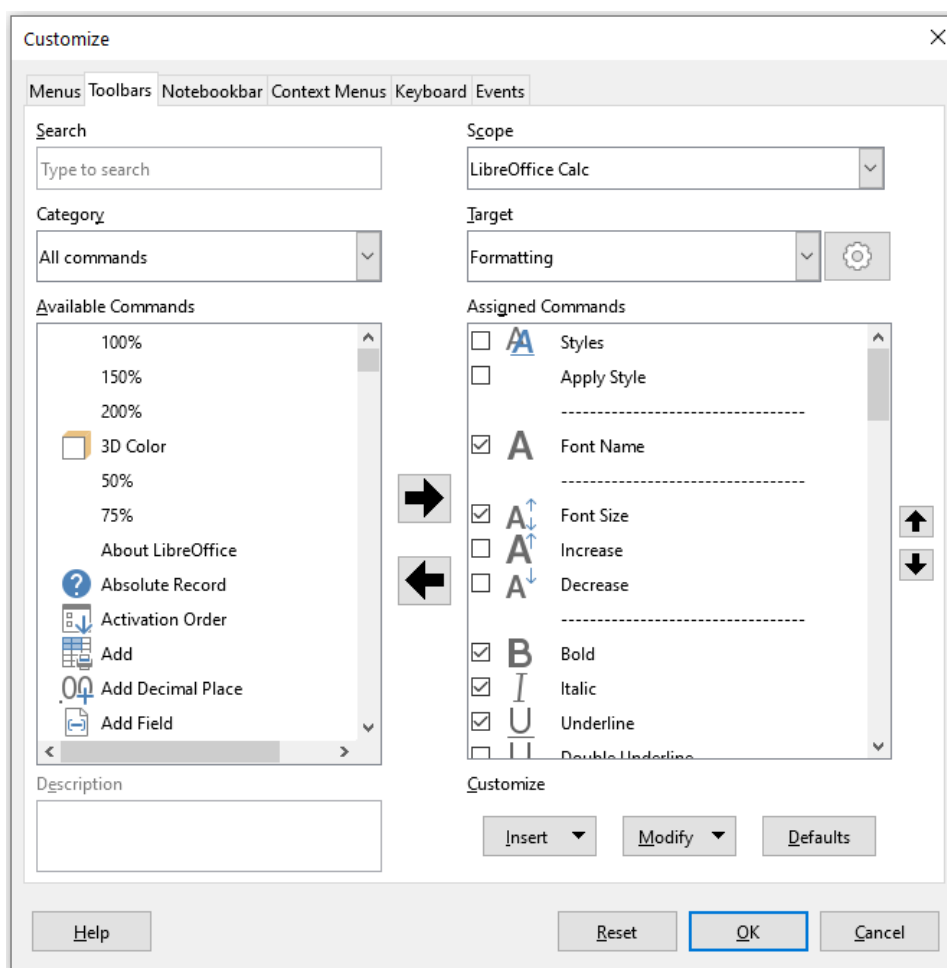 Customize
Menus Toolbars Notebookbar Context Menus Keyboard Events
Search
Type to search
Category
All commands
Available Commands
100%
150%
200%
3D Color
50%
75%
About LibreOffice
Absolute Record
Activation Order
Add
Add Decimal Place
Add Field
Description
Scope
LibreOffice Calc
Target
Formatting
Assigned Commands
Styles
Apply Style
----------------------------------
Font Name
----------------------------------
Font Size
Increase
Decrease
----------------------------------
Bold
Italic
Underline
Double Underline
Customize
Insert Modify Defaults
Help Reset OK Cancel